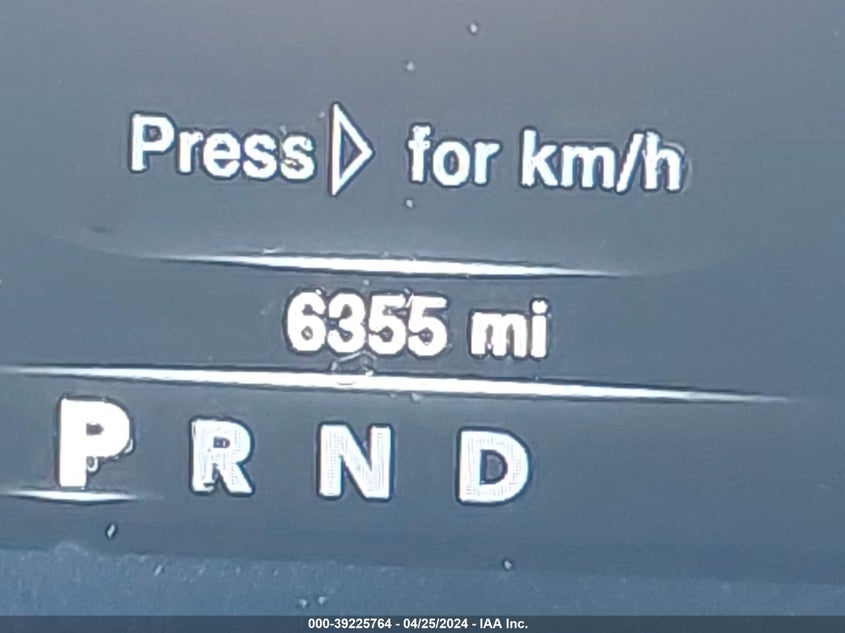 Press ▷ for km/h
6355 mi
P R N D
000-39225764 - 04/25/2024 - IAA Inc.